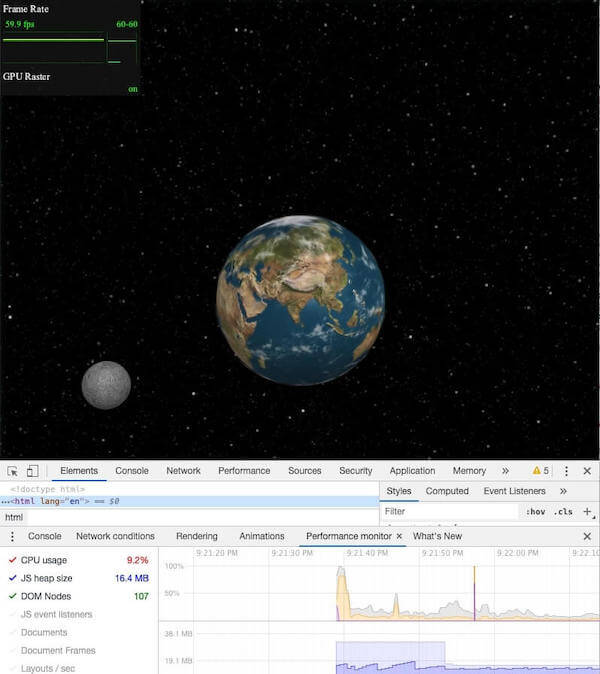 Frame Rate
59.9 fps 60-60
GPU Raster
on
Elements Console Network Performance Sources Security Application Memory » 5
<!doctype html>
…<html lang="en"> == $0
html
Styles Computed Event Listeners »
Filter :hov .cls +
Console Network conditions Rendering Animations Performance monitor × What's New
CPU usage 9.2%
JS heap size 16.4 MB
DOM Nodes 107
JS event listeners
Documents
Document Frames
Layouts / sec
9:21:20 PM 9:21:30 PM 9:21:40 PM 9:21:50 PM 9:22:00 PM 9:22:10
100%
50%
38.1 MB
19.1 MB